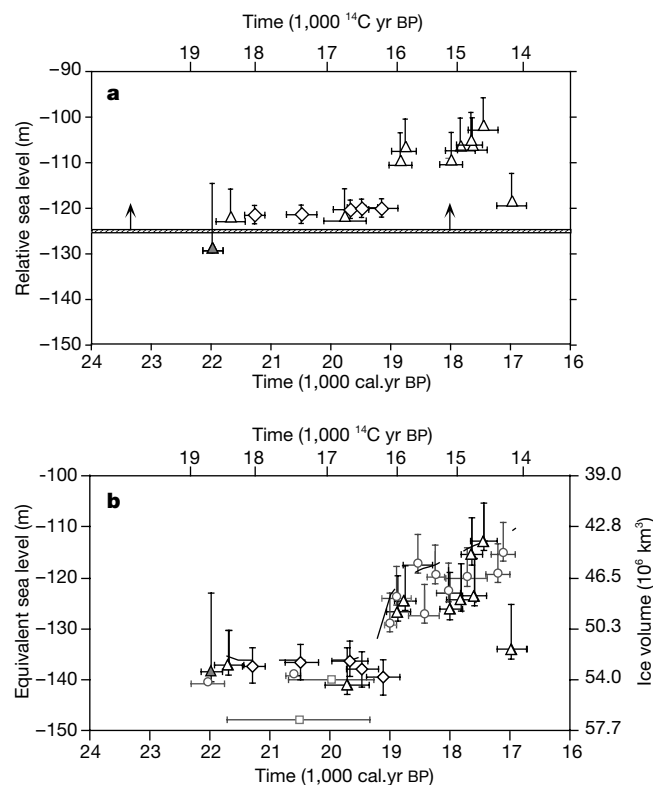 Time (1,000 ¹⁴C yr BP)
19 18 17 16 15 14
a
Relative sea level (m)
−90
−100
−110
−120
−130
−140
−150
24 23 22 21 20 19 18 17 16
Time (1,000 cal.yr BP)
Time (1,000 ¹⁴C yr BP)
19 18 17 16 15 14
b
Equivalent sea level (m)
-100 39.0
−110 42.8
−120 46.5
−130 50.3
−140 54.0
−150 57.7
Ice volume (10⁶ km³)
24 23 22 21 20 19 18 17 16
Time (1,000 cal.yr BP)